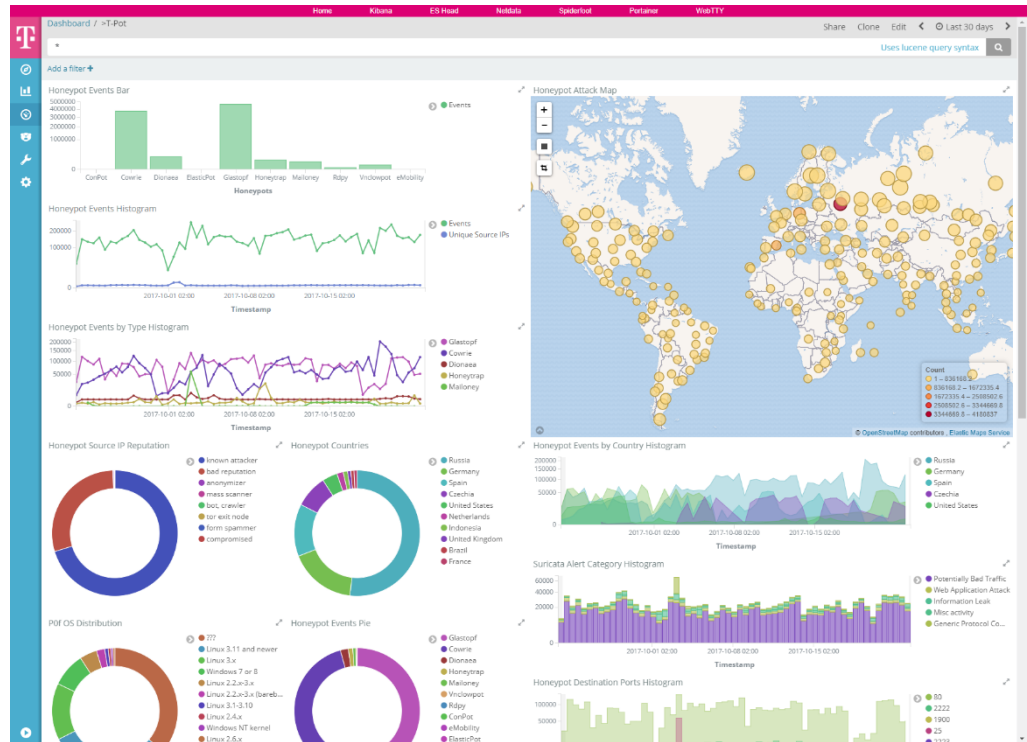 Home Kibana ES Head Netdata Spiderfoot Portainer WebTTY
T
Dashboard / >T-Pot
Share Clone Edit Last 30 days
*
Uses lucene query syntax
Add a filter +
Honeypot Events Bar
5000000
4000000
3000000
2000000
1000000
0
ConPot Cowrie Dionaea ElasticPot Glastopf Honeytrap Mailoney Rdpy Vnclowpot eMobility
Honeypots
Events
Honeypot Attack Map
+
−
Count
1 – 836168.2
836168.2 – 1672335.4
1672335.4 – 2508502.6
2508502.6 – 3344669.8
3344669.8 – 4180837
© OpenStreetMap contributors , Elastic Maps Service
Honeypot Events Histogram
200000
100000
0
2017-10-01 02:00 2017-10-08 02:00 2017-10-15 02:00
Timestamp
Events
Unique Source IPs
Honeypot Events by Type Histogram
200000
150000
100000
50000
0
2017-10-01 02:00 2017-10-08 02:00 2017-10-15 02:00
Timestamp
Glastopf
Cowrie
Dionaea
Honeytrap
Mailoney
Honeypot Source IP Reputation
known attacker
bad reputation
anonymizer
mass scanner
bot, crawler
tor exit node
form spammer
compromised
Honeypot Countries
Russia
Germany
Spain
Czechia
United States
Netherlands
Indonesia
United Kingdom
Brazil
France
Honeypot Events by Country Histogram
200000
150000
100000
50000
0
2017-10-01 02:00 2017-10-08 02:00 2017-10-15 02:00
Timestamp
Russia
Germany
Spain
Czechia
United States
Suricata Alert Category Histogram
60000
40000
20000
0
2017-10-01 02:00 2017-10-08 02:00 2017-10-15 02:00
Timestamp
Potentially Bad Traffic
Web Application Attack
Information Leak
Misc activity
Generic Protocol Co...
P0f OS Distribution
???
Linux 3.11 and newer
Linux 3.x
Windows 7 or 8
Linux 2.2.x-3.x
Linux 2.2.x-3.x (bareb...
Linux 3.1-3.10
Linux 2.4.x
Windows NT kernel
Linux 2.6.x
Honeypot Events Pie
Glastopf
Cowrie
Dionaea
Honeytrap
Mailoney
Vnclowpot
Rdpy
ConPot
eMobility
ElasticPot
Honeypot Destination Ports Histogram
100000
50000
80
2222
1900
25